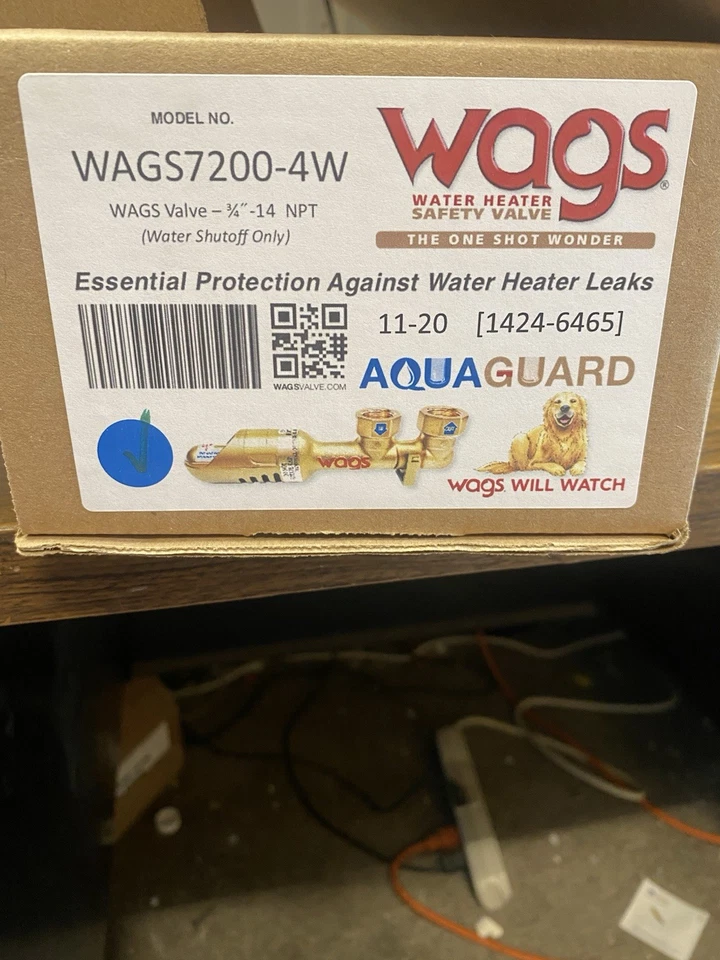 MODEL NO.
WAGS7200-4W
WAGS Valve – ¾″-14 NPT
(Water Shutoff Only)
wags®
WATER HEATER
SAFETY VALVE
THE ONE SHOT WONDER
Essential Protection Against Water Heater Leaks
WAGSVALVE.COM
11-20 [1424-6465]
AQUAGUARD
wags
wags. WILL WATCH